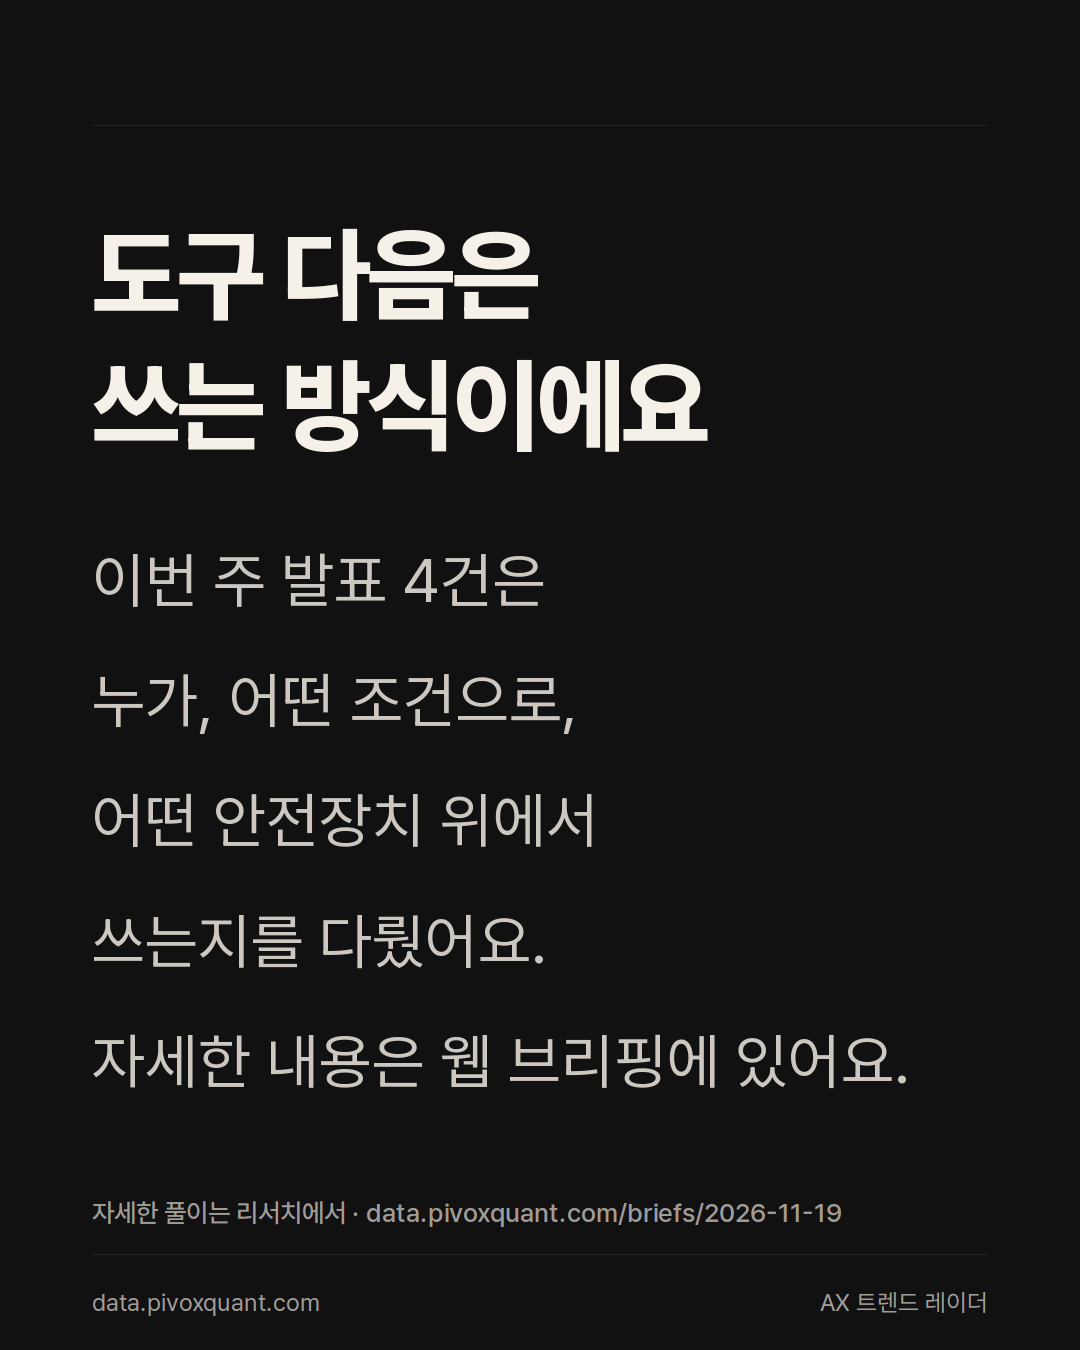 도구 다음은
쓰는 방식이에요
이번 주 발표 4건은
누가, 어떤 조건으로,
어떤 안전장치 위에서
쓰는지를 다뤘어요.
자세한 내용은 웹 브리핑에 있어요.
자세한 풀이는 리서치에서 · data.pivoxquant.com/briefs/2026-11-19
data.pivoxquant.com
AX 트렌드 레이더